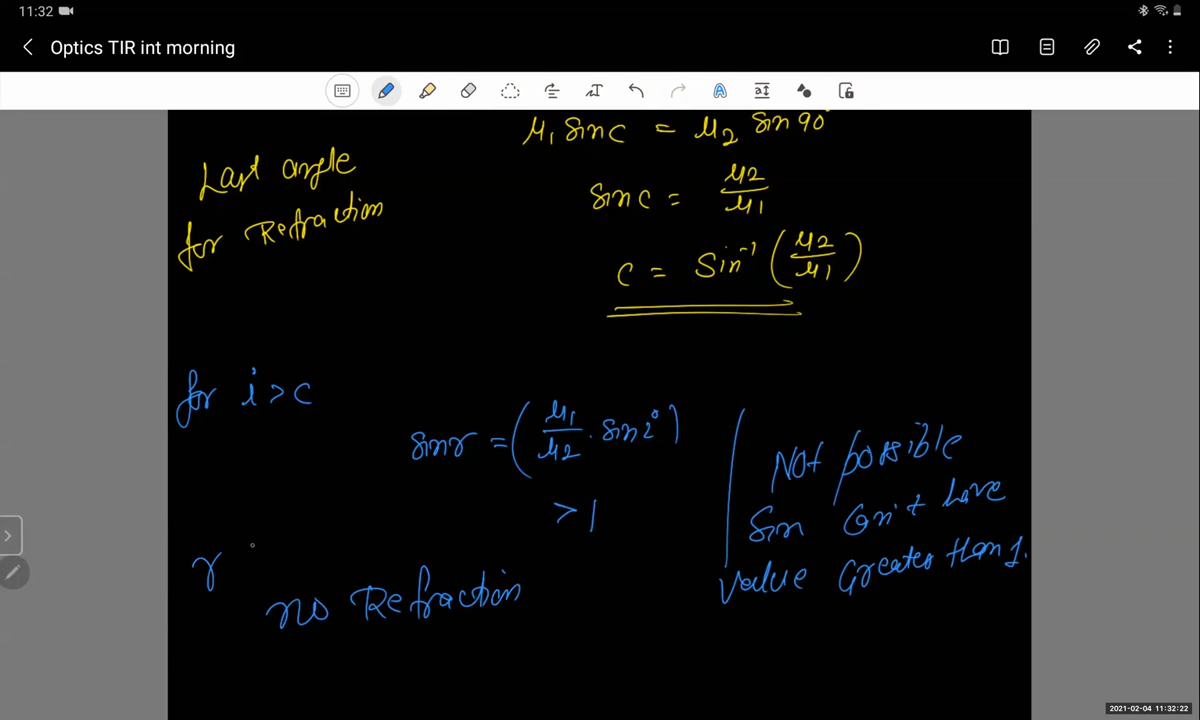 11:32
Optics TIR int morning
μ₁ sin c = μ₂ sin 90°
Last angle
for Refraction
sin c = μ2/μ1
c = Sin⁻¹ (μ2/μ1)
for i > c
sin r = (μ1/μ2 . sin i)
> 1
Not possible
Sin Can't have
value Greater than 1.
r
no Refraction
2021-02-04 11:32:22